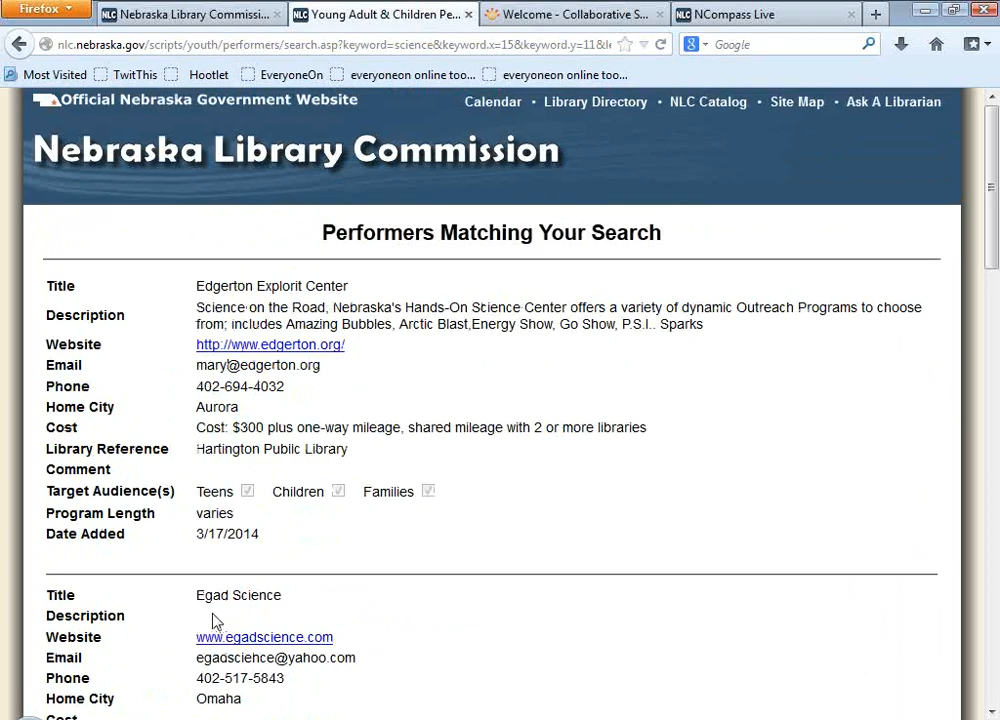 Firefox
Nebraska Library Commissi...
Young Adult & Children Pe...
Welcome - Collaborative S...
NCompass Live
nlc.nebraska.gov/scripts/youth/performers/search.asp?keyword=science&keyword.x=15&keyword.y=11&le
Google
Most Visited TwitThis Hootlet EveryoneOn everyoneon online too... everyoneon online too...
Official Nebraska Government Website
Calendar • Library Directory • NLC Catalog • Site Map • Ask A Librarian
Nebraska Library Commission
Performers Matching Your Search
Title Edgerton Explorit Center
Description Science on the Road, Nebraska's Hands-On Science Center offers a variety of dynamic Outreach Programs to choose
from; includes Amazing Bubbles, Arctic Blast,Energy Show, Go Show, P.S.I.. Sparks
Website http://www.edgerton.org/
Email mary@edgerton.org
Phone 402-694-4032
Home City Aurora
Cost Cost: $300 plus one-way mileage, shared mileage with 2 or more libraries
Library Reference Hartington Public Library
Comment
Target Audience(s) Teens Children Families
Program Length varies
Date Added 3/17/2014
Title Egad Science
Description
Website www.egadscience.com
Email egadscience@yahoo.com
Phone 402-517-5843
Home City Omaha
Cost